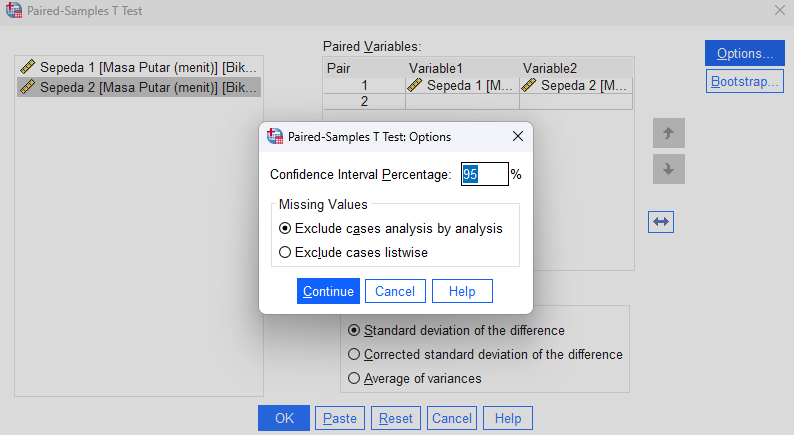 Paired-Samples T Test
Paired Variables:
Sepeda 1 [Masa Putar (menit)] [Bik...
Sepeda 2 [Masa Putar (menit)] [Bik...
Pair Variable1 Variable2
1 Sepeda 1 [M... Sepeda 2 [M...
2
Options...
Bootstrap...
Paired-Samples T Test: Options
Confidence Interval Percentage: 95 %
Missing Values
Exclude cases analysis by analysis
Exclude cases listwise
Continue Cancel Help
Standard deviation of the difference
Corrected standard deviation of the difference
Average of variances
OK Paste Reset Cancel Help